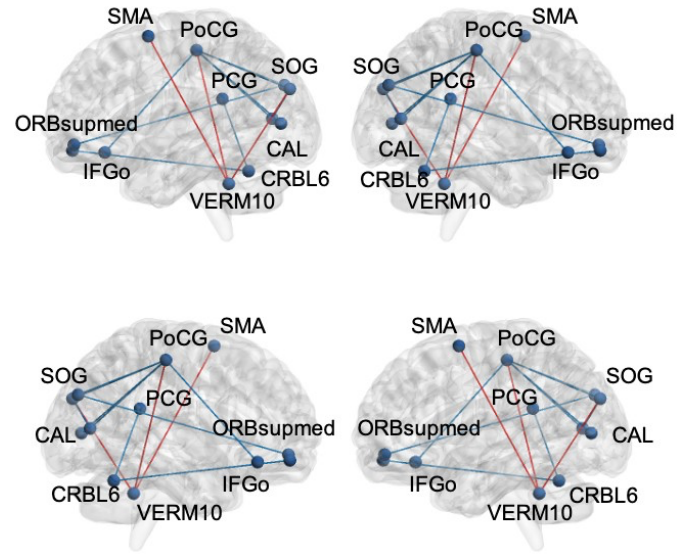 SMA
PoCG
SOG
PCG
ORBsupmed
CAL
IFGo
CRBL6
VERM10
SMA
PoCG
SOG
PCG
ORBsupmed
CAL
CRBL6
IFGo
VERM10
SMA
PoCG
SOG
PCG
ORBsupmed
CAL
IFGo
CRBL6
VERM10
SMA
PoCG
SOG
PCG
ORBsupmed
CAL
IFGo
CRBL6
VERM10